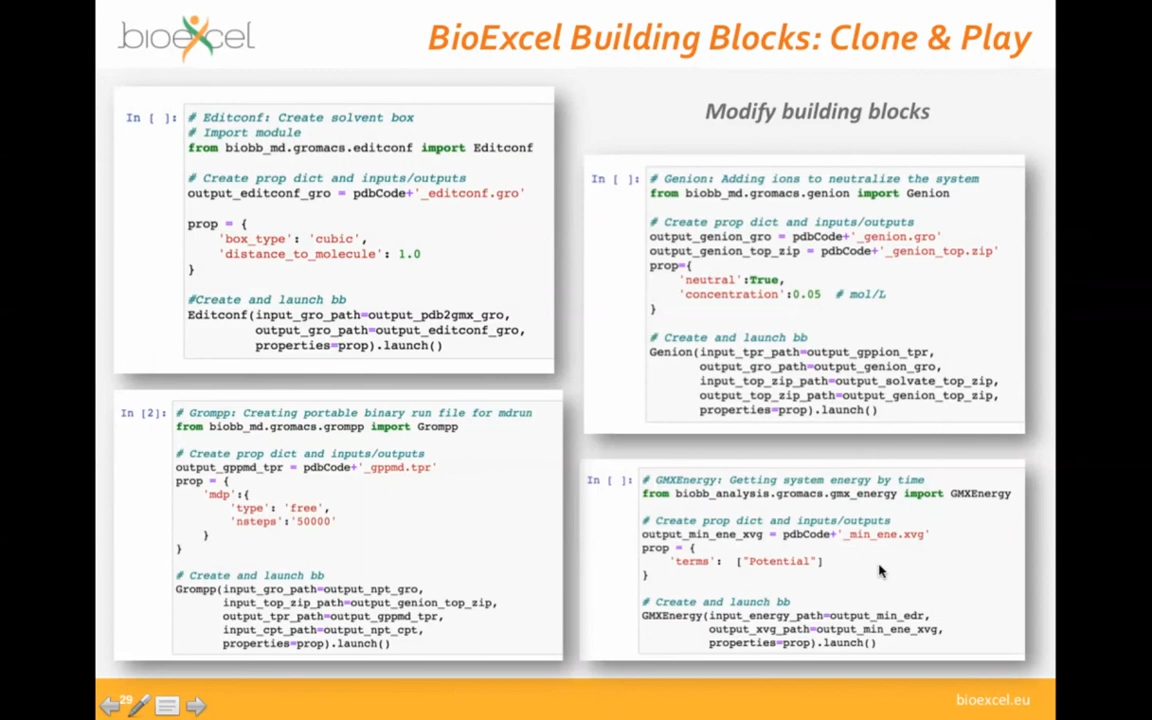 bioexcel
BioExcel Building Blocks: Clone & Play
In [ ]: # Editconf: Create solvent box
# Import module
from biobb_md.gromacs.editconf import Editconf
# Create prop dict and inputs/outputs
output_editconf_gro = pdbCode+'_editconf.gro'
prop = {
'box_type': 'cubic',
'distance_to_molecule': 1.0
}
#Create and launch bb
Editconf(input_gro_path=output_pdb2gmx_gro,
output_gro_path=output_editconf_gro,
properties=prop).launch()
In [2]: # Grompp: Creating portable binary run file for mdrun
from biobb_md.gromacs.grompp import Grompp
# Create prop dict and inputs/outputs
output_gppmd_tpr = pdbCode+'_gppmd.tpr'
prop = {
'mdp':{
'type': 'free',
'nsteps':'50000'
}
}
# Create and launch bb
Grompp(input_gro_path=output_npt_gro,
input_top_zip_path=output_genion_top_zip,
output_tpr_path=output_gppmd_tpr,
input_cpt_path=output_npt_cpt,
properties=prop).launch()
Modify building blocks
In [ ]: # Genion: Adding ions to neutralize the system
from biobb_md.gromacs.genion import Genion
# Create prop dict and inputs/outputs
output_genion_gro = pdbCode+'_genion.gro'
output_genion_top_zip = pdbCode+'_genion_top.zip'
prop={
'neutral':True,
'concentration':0.05 # mol/L
}
# Create and launch bb
Genion(input_tpr_path=output_gppion_tpr,
output_gro_path=output_genion_gro,
input_top_zip_path=output_solvate_top_zip,
output_top_zip_path=output_genion_top_zip,
properties=prop).launch()
In [ ]: # GMXEnergy: Getting system energy by time
from biobb_analysis.gromacs.gmx_energy import GMXEnergy
# Create prop dict and inputs/outputs
output_min_ene_xvg = pdbCode+'_min_ene.xvg'
prop = {
'terms': ["Potential"]
}
# Create and launch bb
GMXEnergy(input_energy_path=output_min_edr,
output_xvg_path=output_min_ene_xvg,
properties=prop).launch()
29
bioexcel.eu